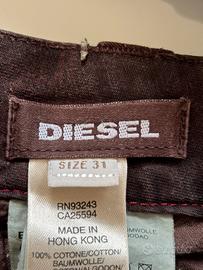 DIESEL
SIZE 31
RN93243
CA25594
MADE IN
HONG KONG
100% COTONE/COTTON/
BAUMWOLLE/